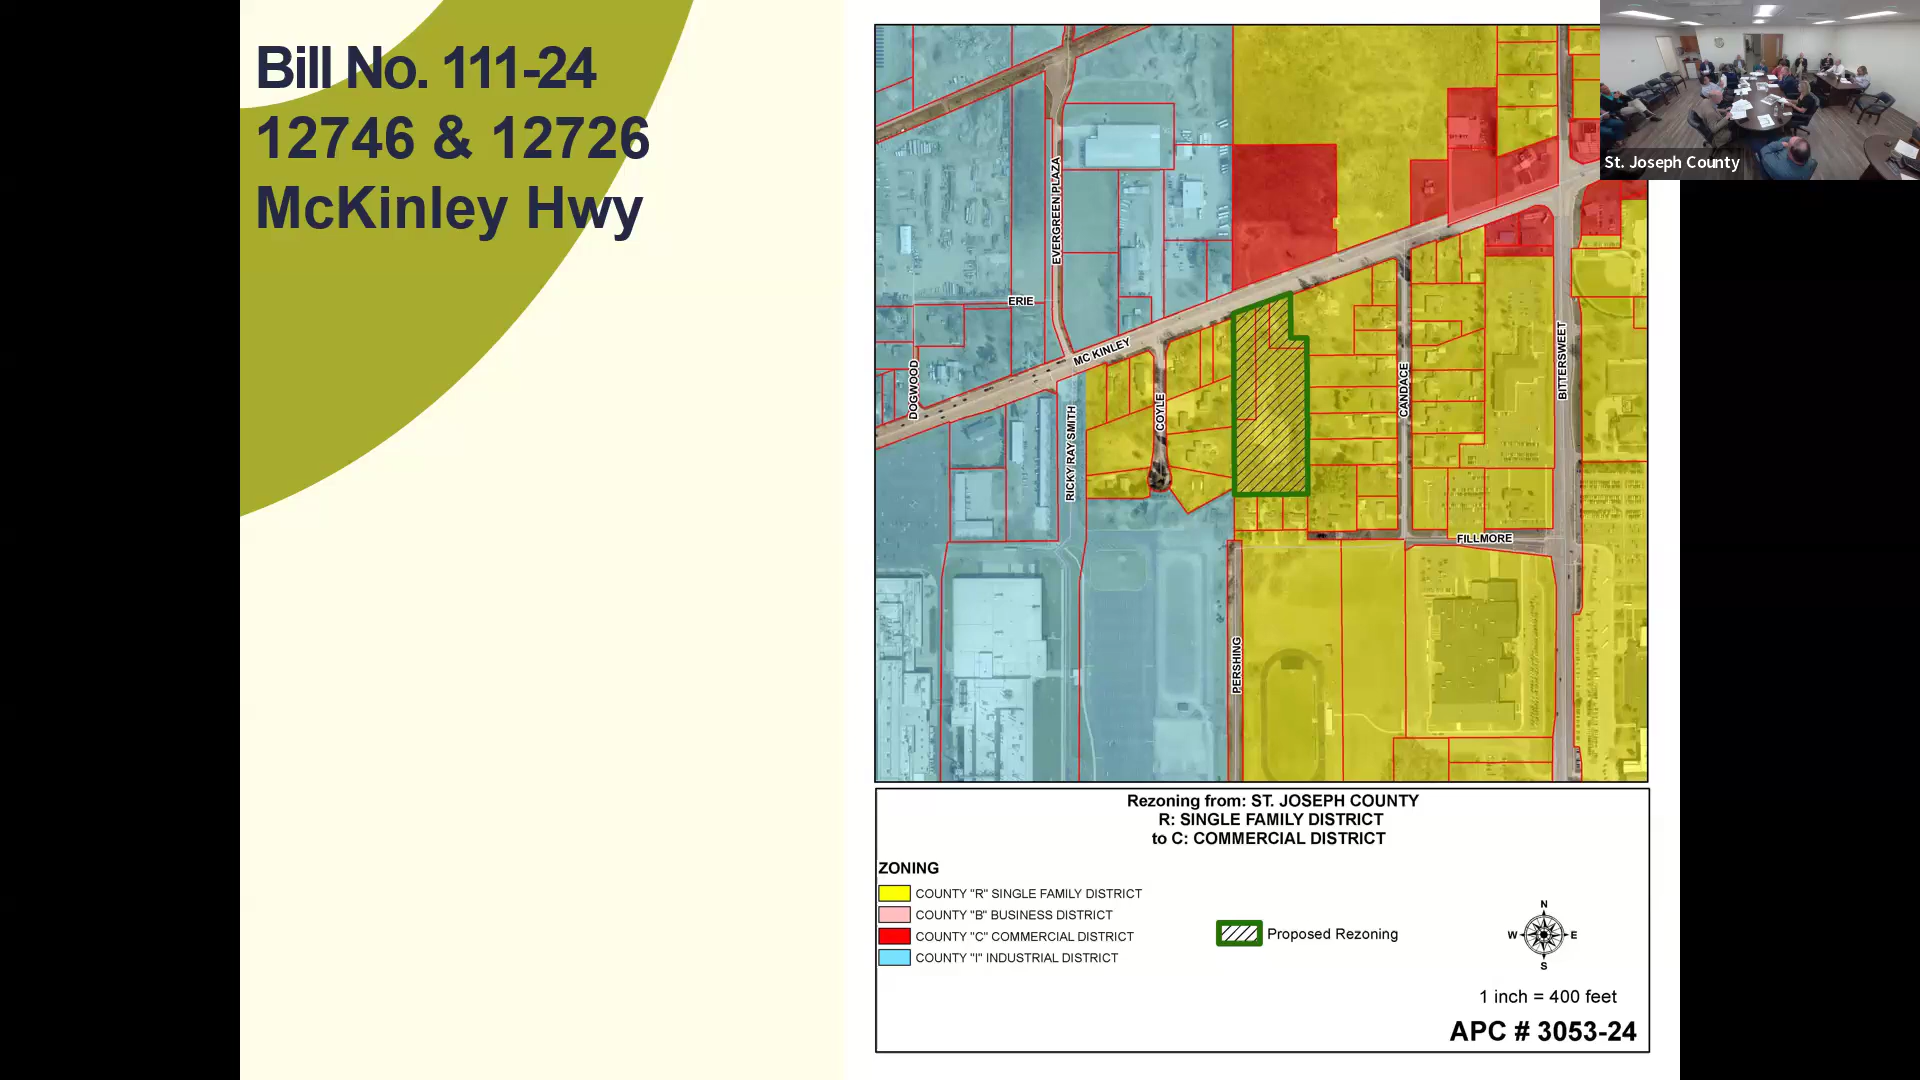 Bill No. 111-24
12746 & 12726
McKinley Hwy
St. Joseph County
EVERGREEN PLAZA
ERIE
MC KINLEY
DOGWOOD
RICKY RAY SMITH
COYLE
CANDACE
BITTERSWEET
FILLMORE
PERSHING
Rezoning from: ST. JOSEPH COUNTY
R: SINGLE FAMILY DISTRICT
to C: COMMERCIAL DISTRICT
ZONING
COUNTY "R" SINGLE FAMILY DISTRICT
COUNTY "B" BUSINESS DISTRICT
COUNTY "C" COMMERCIAL DISTRICT
COUNTY "I" INDUSTRIAL DISTRICT
Proposed Rezoning
N
W E
S
1 inch = 400 feet
APC # 3053-24